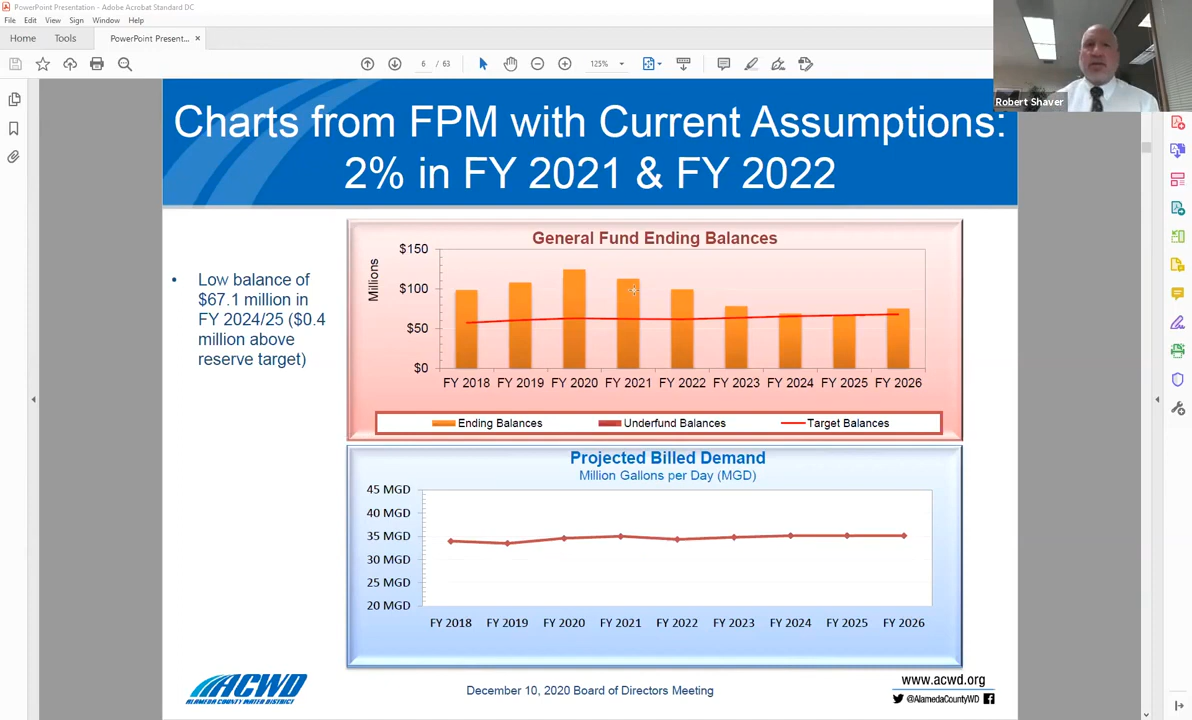 PowerPoint Presentation - Adobe Acrobat Standard DC
File Edit View Sign Window Help
Home Tools PowerPoint Present... ×
6 / 63 125%
Robert Shaver
Charts from FPM with Current Assumptions:
2% in FY 2021 & FY 2022
• Low balance of
$67.1 million in
FY 2024/25 ($0.4
million above
reserve target)
General Fund Ending Balances
Millions
$150
$100
$50
$0
FY 2018 FY 2019 FY 2020 FY 2021 FY 2022 FY 2023 FY 2024 FY 2025 FY 2026
Ending Balances Underfund Balances Target Balances
Projected Billed Demand
Million Gallons per Day (MGD)
45 MGD
40 MGD
35 MGD
30 MGD
25 MGD
20 MGD
FY 2018 FY 2019 FY 2020 FY 2021 FY 2022 FY 2023 FY 2024 FY 2025 FY 2026
ACWD
ALAMEDA COUNTY WATER DISTRICT
December 10, 2020 Board of Directors Meeting
www.acwd.org
@AlamedaCountyWD